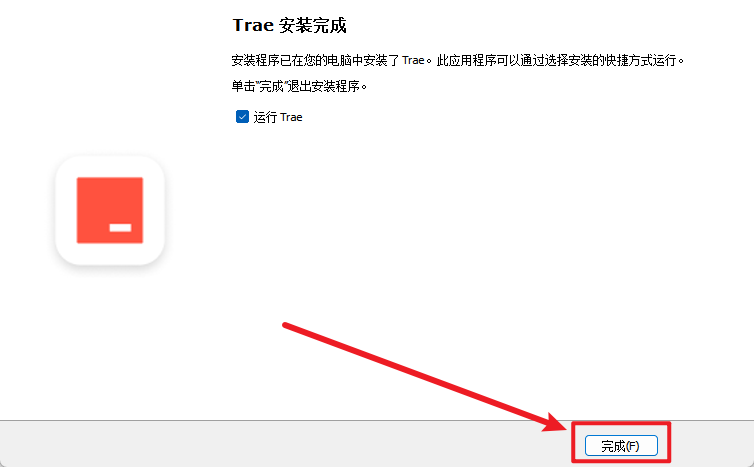 Trae 安装完成
安装程序已在您的电脑中安装了 Trae。此应用程序可以通过选择安装的快捷方式运行。
单击“完成”退出安装程序。
运行 Trae
完成(F)